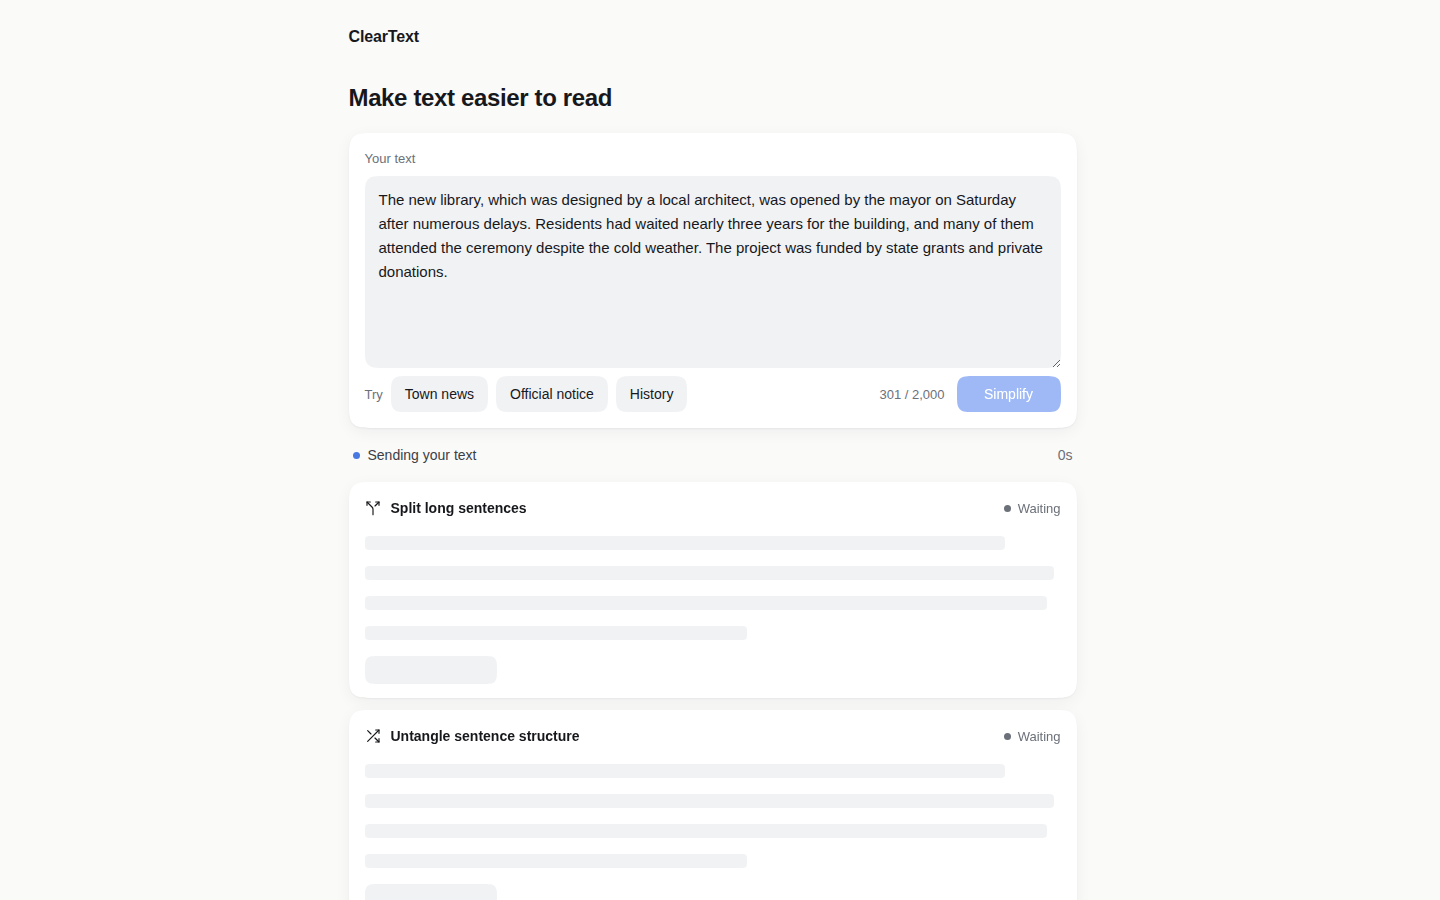 ClearText
Make text easier to read
Your text
The new library, which was designed by a local architect, was opened by the mayor on Saturday
after numerous delays. Residents had waited nearly three years for the building, and many of them
attended the ceremony despite the cold weather. The project was funded by state grants and private
donations.
Try Town news Official notice History 301 / 2,000 Simplify
Sending your text 0s
Split long sentences Waiting
Untangle sentence structure Waiting